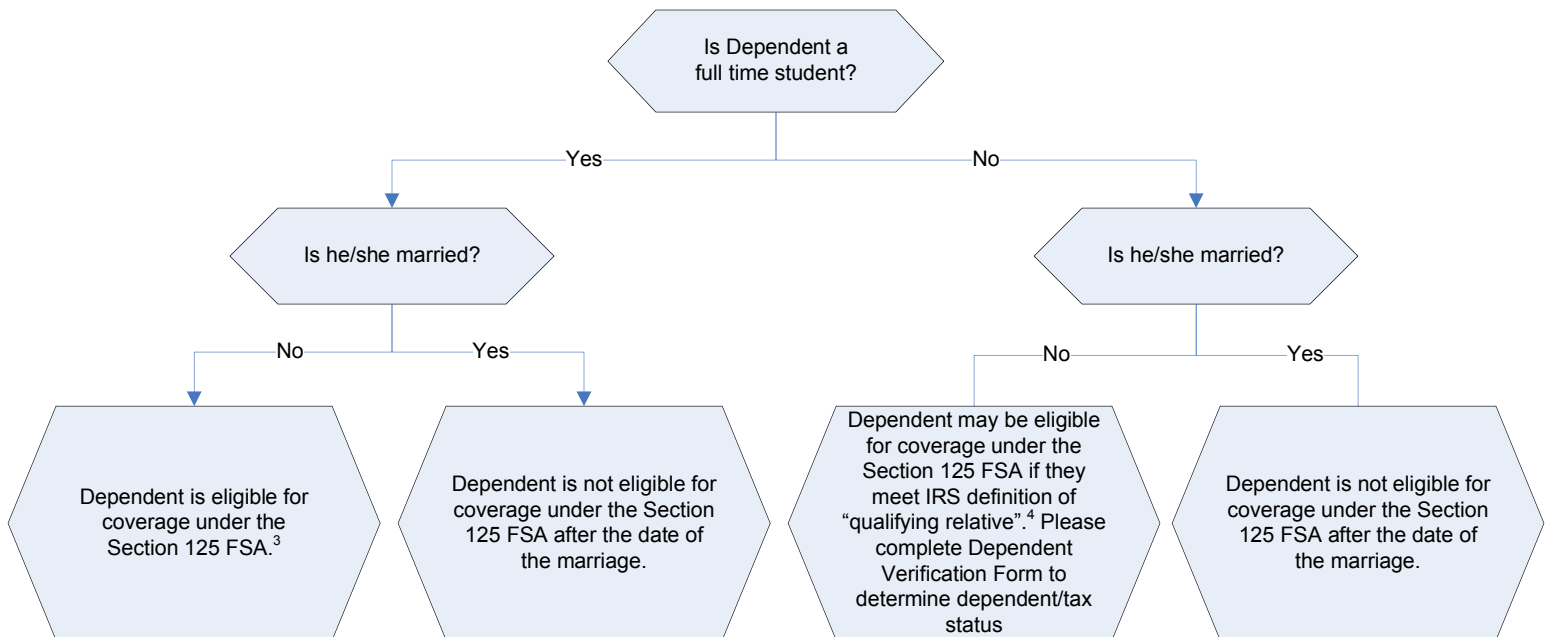 Is Dependent a
full time student?
Yes
No
Is he/she married?
Is he/she married?
No
Yes
No
Yes
Dependent is eligible for
coverage under the
Section 125 FSA.3
Dependent is not eligible for
coverage under the Section
125 FSA after the date of
the marriage.
Dependent may be eligible
for coverage under the
Section 125 FSA if they
meet IRS definition of
“qualifying relative”.4 Please
complete Dependent
Verification Form to
determine dependent/tax
status
Dependent is not eligible for
coverage under the Section
125 FSA after the date of
the marriage.